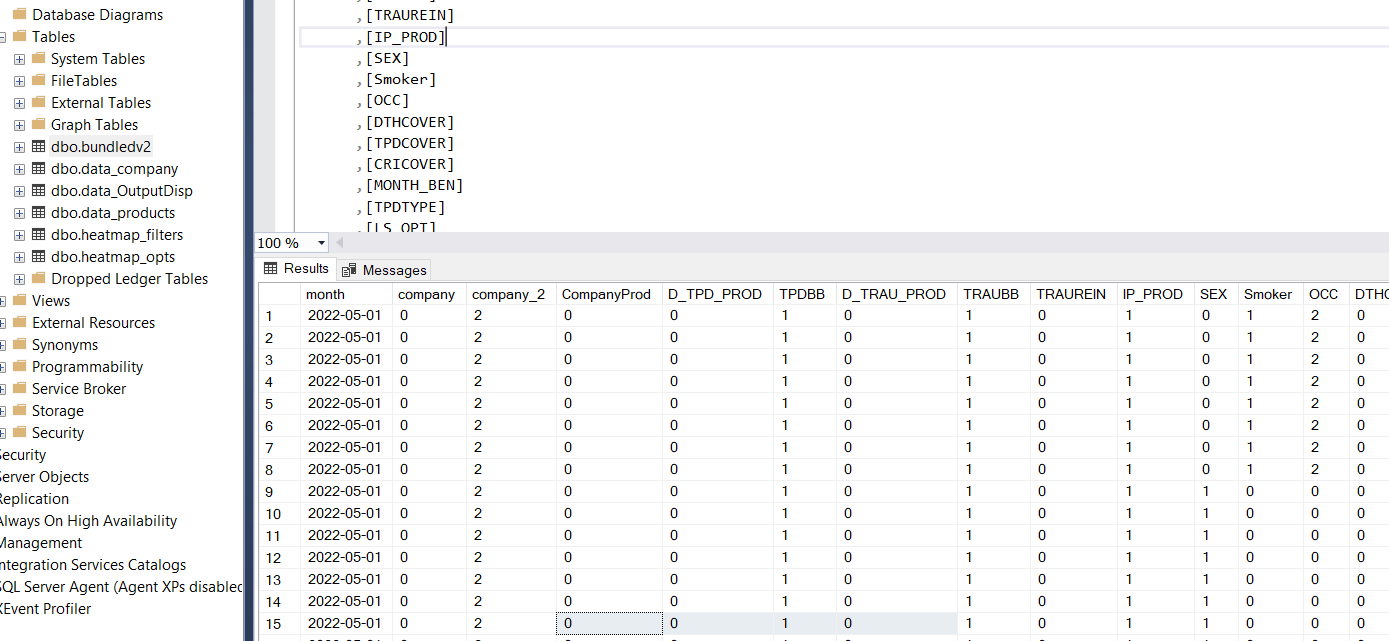 Database Diagrams
Tables
System Tables
FileTables
External Tables
Graph Tables
dbo.bundledv2
dbo.data_company
dbo.data_OutputDisp
dbo.data_products
dbo.heatmap_filters
dbo.heatmap_opts
Dropped Ledger Tables
Views
External Resources
Synonyms
Programmability
Service Broker
Storage
Security
Security
Server Objects
Replication
Always On High Availability
Management
Integration Services Catalogs
SQL Server Agent (Agent XPs disabled
XEvent Profiler
,[TRAUREIN]
,[IP_PROD]
,[SEX]
,[Smoker]
,[OCC]
,[DTHCOVER]
,[TPDCOVER]
,[CRICOVER]
,[MONTH_BEN]
,[TPDTYPE]
,[LS_OPT]
100 %
Results Messages
month company company_2 CompanyProd D_TPD_PROD TPDBB D_TRAU_PROD TRAUBB TRAUREIN IP_PROD SEX Smoker OCC DTHC
1 2022-05-01 0 2 0 0 1 0 1 0 1 0 1 2 0
2 2022-05-01 0 2 0 0 1 0 1 0 1 0 1 2 0
3 2022-05-01 0 2 0 0 1 0 1 0 1 0 1 2 0
4 2022-05-01 0 2 0 0 1 0 1 0 1 0 1 2 0
5 2022-05-01 0 2 0 0 1 0 1 0 1 0 1 2 0
6 2022-05-01 0 2 0 0 1 0 1 0 1 0 1 2 0
7 2022-05-01 0 2 0 0 1 0 1 0 1 0 1 2 0
8 2022-05-01 0 2 0 0 1 0 1 0 1 0 1 2 0
9 2022-05-01 0 2 0 0 1 0 1 0 1 1 0 0 0
10 2022-05-01 0 2 0 0 1 0 1 0 1 1 0 0 0
11 2022-05-01 0 2 0 0 1 0 1 0 1 1 0 0 0
12 2022-05-01 0 2 0 0 1 0 1 0 1 1 0 0 0
13 2022-05-01 0 2 0 0 1 0 1 0 1 1 0 0 0
14 2022-05-01 0 2 0 0 1 0 1 0 1 1 0 0 0
15 2022-05-01 0 2 0 0 1 0 1 0 1 1 0 0 0